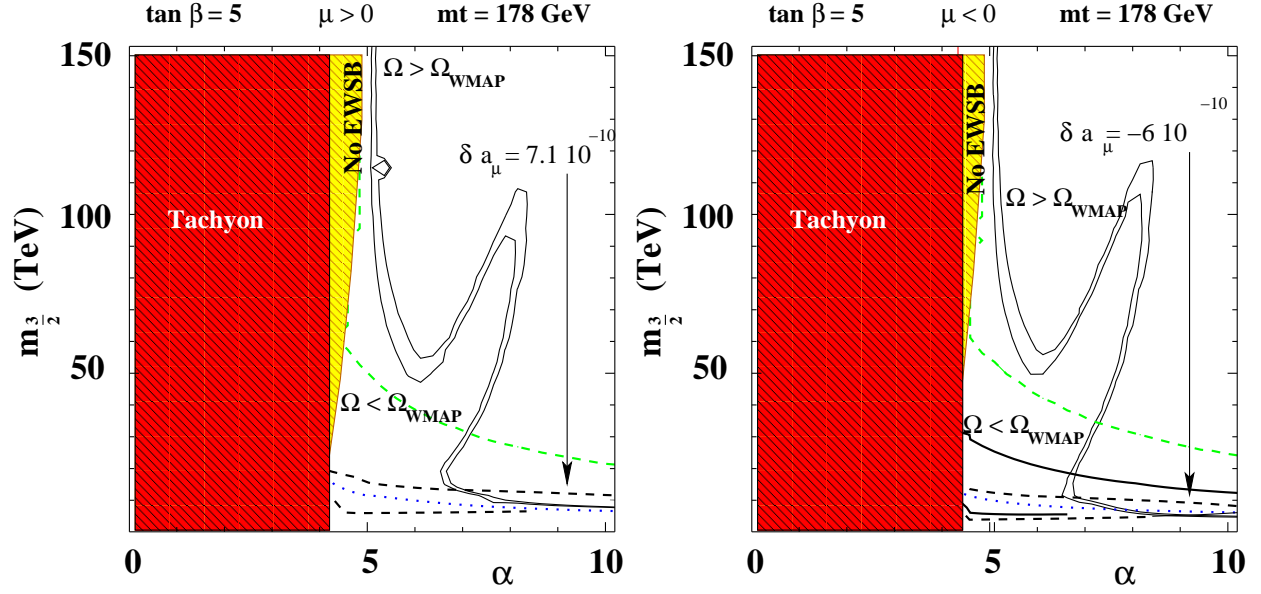 tan β = 5 μ > 0 mt = 178 GeV
150
100
50
m 3/2 (TeV)
Tachyon
No EWSB
Ω > Ω WMAP
δ a μ = 7.1 10 −10
Ω < Ω WMAP
0 5 α 10
tan β = 5 μ < 0 mt = 178 GeV
150
100
50
m 3/2 (TeV)
Tachyon
No EWSB
δ a μ = −6 10 −10
Ω > Ω WMAP
Ω < Ω WMAP
0 5 α 10